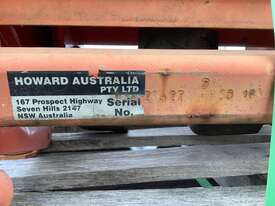 HOWARD AUSTRALIA
PTY LTD
167 Prospect Highway
Seven Hills 2147
NSW Australia
Serial
No.